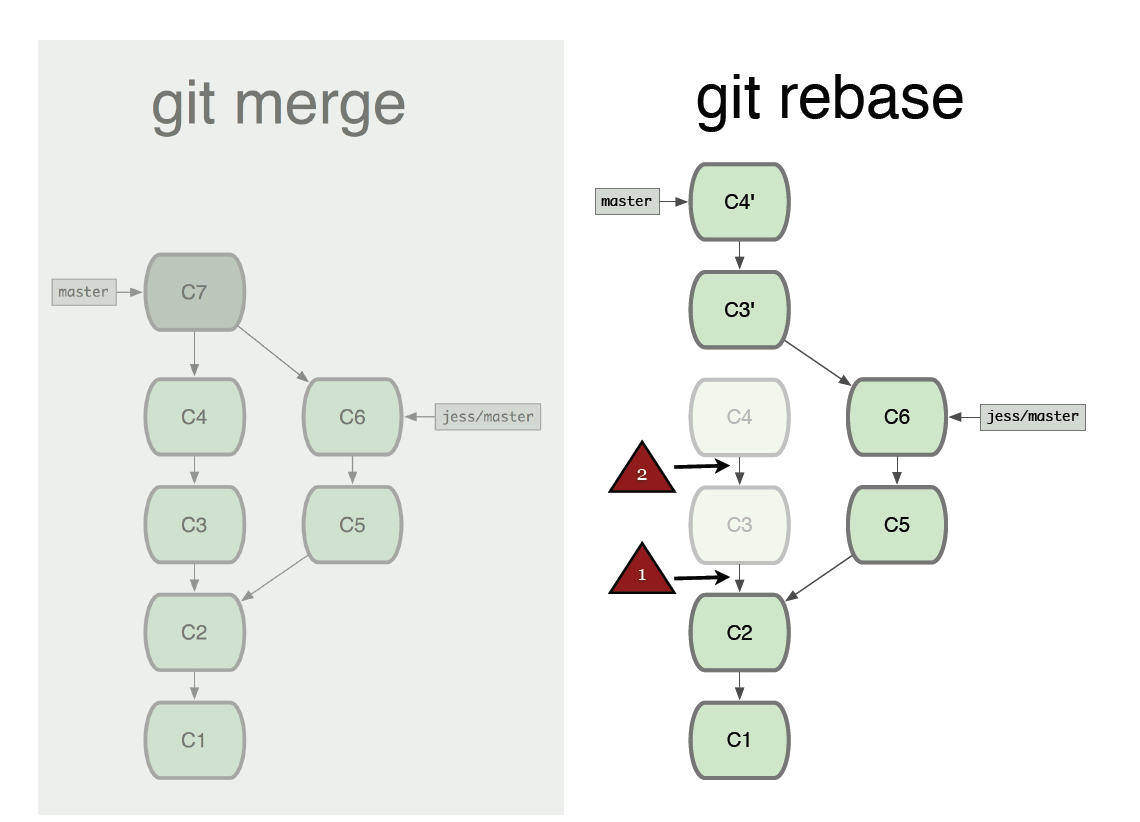 git merge
master
C7
C4
C6
jess/master
C3
C5
C2
C1
git rebase
master
C4'
C3'
C4
C6
jess/master
2
C3
C5
1
C2
C1